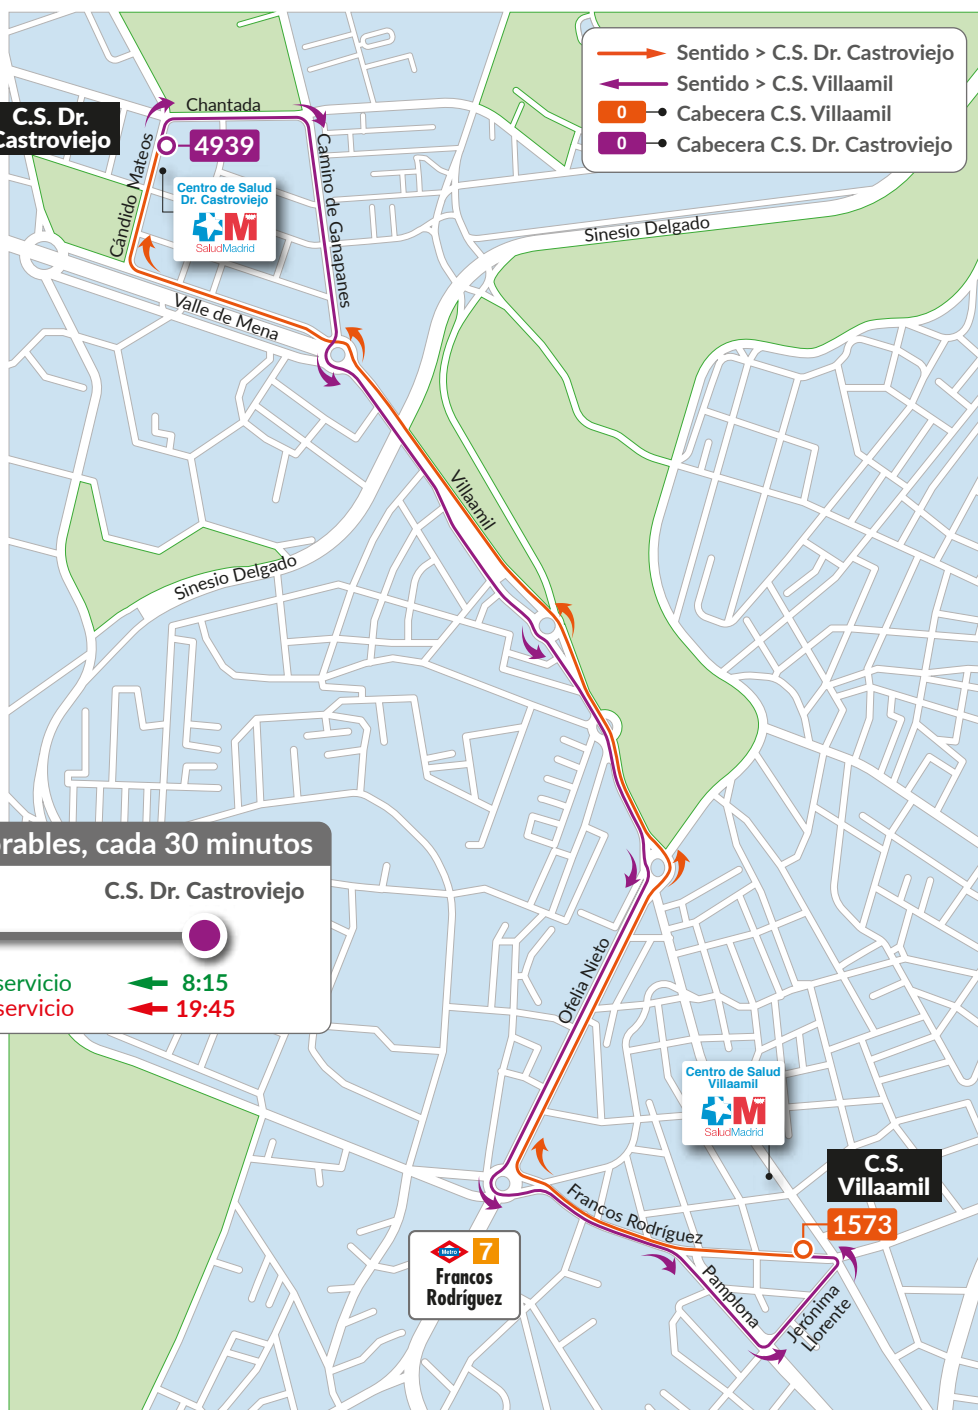 Sentido > C.S. Dr. Castroviejo
Sentido > C.S. Villaamil
0 Cabecera C.S. Villaamil
0 Cabecera C.S. Dr. Castroviejo
C.S. Dr.
Castroviejo
Chantada
4939
Cándido Mateos
Camino de Ganapanes
Centro de Salud
Dr. Castroviejo
SaludMadrid
Sinesio Delgado
Valle de Mena
Villaamil
Sinesio Delgado
rables, cada 30 minutos
C.S. Dr. Castroviejo
servicio 8:15
servicio 19:45
Ofelia Nieto
Centro de Salud
Villaamil
SaludMadrid
C.S.
Villaamil
1573
Francos Rodríguez
Metro 7
Francos
Rodríguez
Pamplona
Jerónima
Llorente